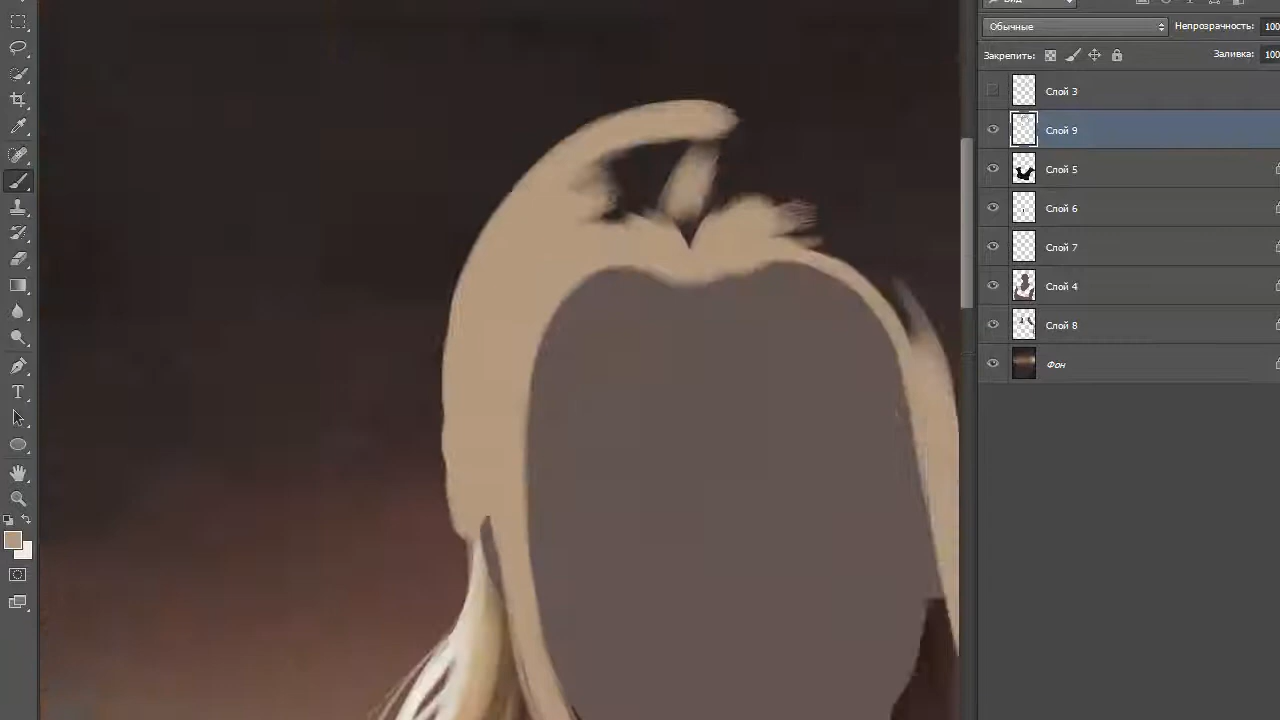 Вид
Обычные
Непрозрачность: 100
Закрепить:
Заливка: 100
Слой 3
Слой 9
Слой 5
Слой 6
Слой 7
Слой 4
Слой 8
Фон